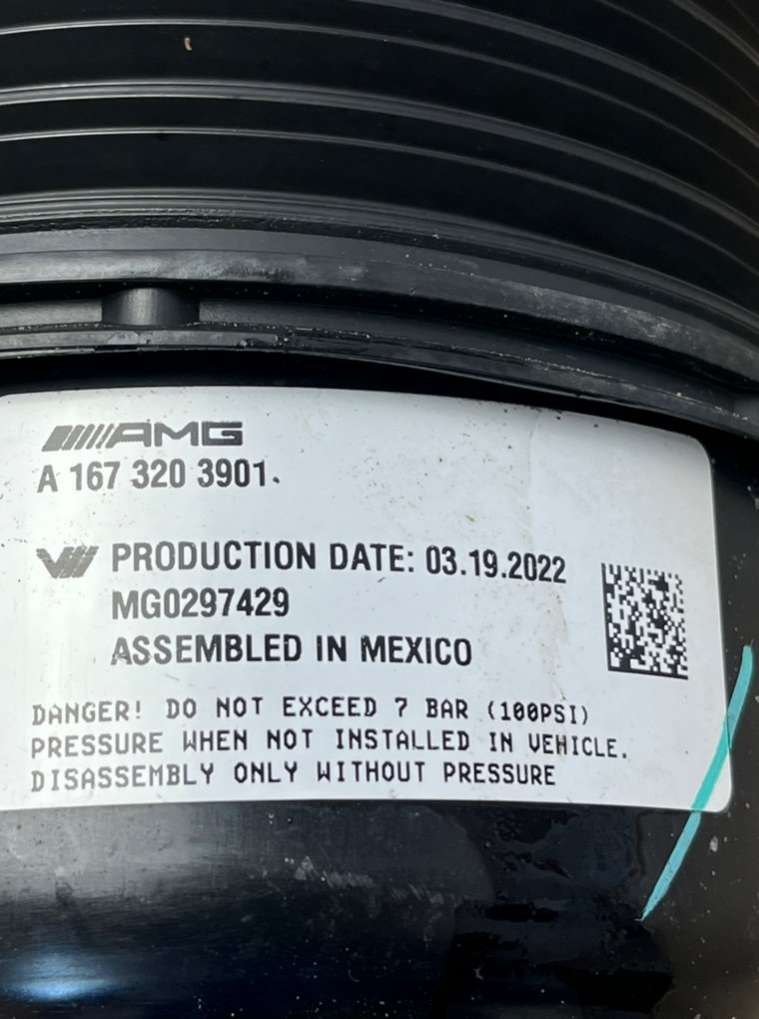 AMG
A 167 320 3901.
PRODUCTION DATE: 03.19.2022
MG0297429
ASSEMBLED IN MEXICO
DANGER! DO NOT EXCEED 7 BAR (100PSI)
PRESSURE WHEN NOT INSTALLED IN VEHICLE.
DISASSEMBLY ONLY WITHOUT PRESSURE